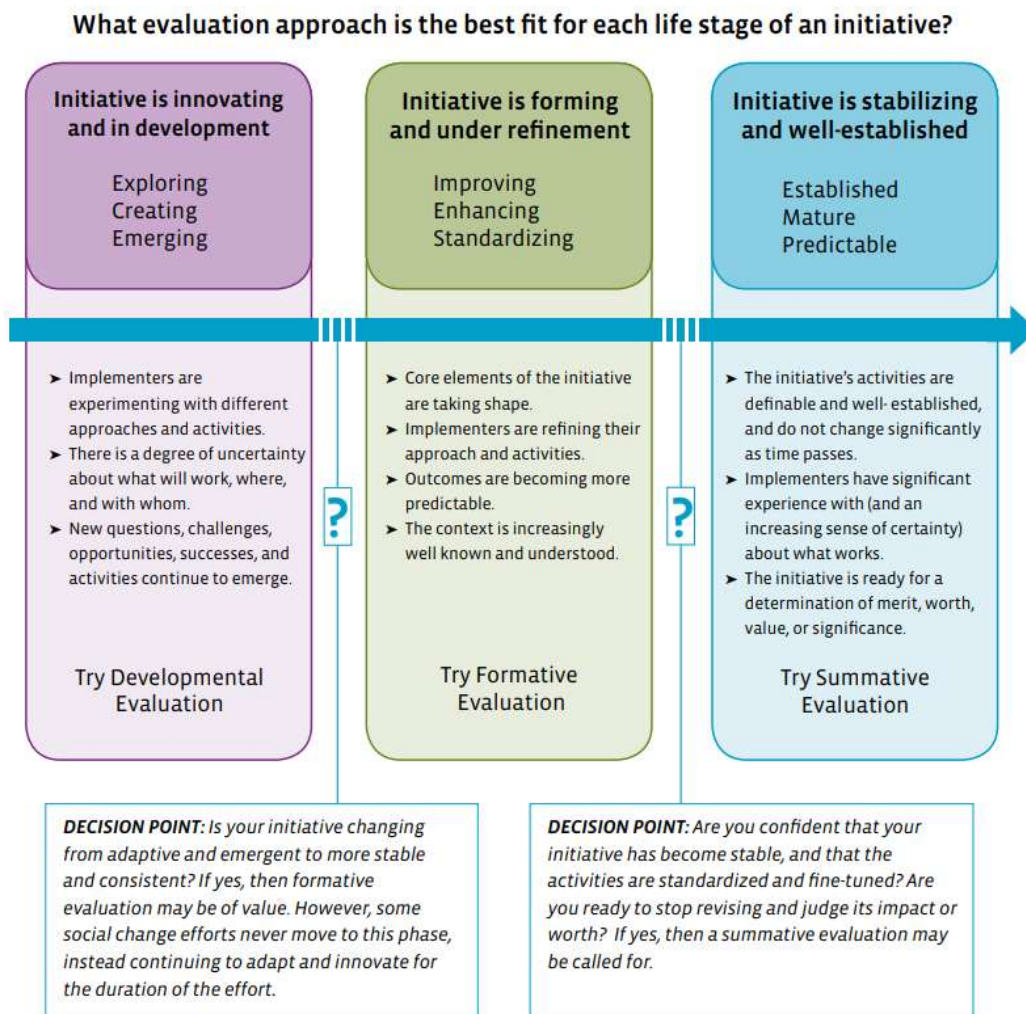 What evaluation approach is the best fit for each life stage of an initiative?
Initiative is innovating
and in development
Exploring
Creating
Emerging
➤ Implementers are
experimenting with different
approaches and activities.
➤ There is a degree of uncertainty
about what will work, where,
and with whom.
➤ New questions, challenges,
opportunities, successes, and
activities continue to emerge.
Try Developmental
Evaluation
?
Initiative is forming
and under refinement
Improving
Enhancing
Standardizing
➤ Core elements of the initiative
are taking shape.
➤ Implementers are refining their
approach and activities.
➤ Outcomes are becoming more
predictable.
➤ The context is increasingly
well known and understood.
Try Formative
Evaluation
?
Initiative is stabilizing
and well-established
Established
Mature
Predictable
➤ The initiative’s activities are
definable and well- established,
and do not change significantly
as time passes.
➤ Implementers have significant
experience with (and an
increasing sense of certainty)
about what works.
➤ The initiative is ready for a
determination of merit, worth,
value, or significance.
Try Summative
Evaluation
DECISION POINT: Is your initiative changing
from adaptive and emergent to more stable
and consistent? If yes, then formative
evaluation may be of value. However, some
social change efforts never move to this phase,
instead continuing to adapt and innovate for
the duration of the effort.
DECISION POINT: Are you confident that your
initiative has become stable, and that the
activities are standardized and fine-tuned? Are
you ready to stop revising and judge its impact or
worth? If yes, then a summative evaluation may
be called for.